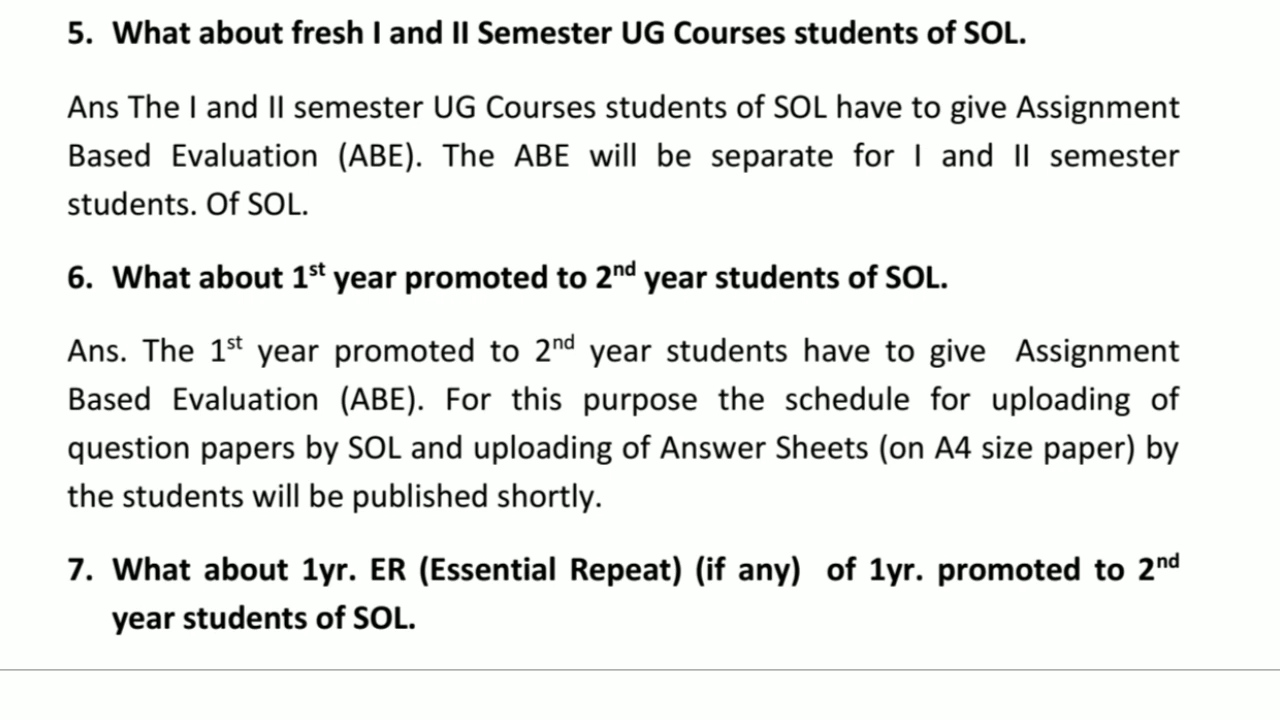 5. What about fresh I and II Semester UG Courses students of SOL.
Ans The I and II semester UG Courses students of SOL have to give Assignment
Based Evaluation (ABE). The ABE will be separate for I and II semester
students. Of SOL.
6. What about 1st year promoted to 2nd year students of SOL.
Ans. The 1st year promoted to 2nd year students have to give Assignment
Based Evaluation (ABE). For this purpose the schedule for uploading of
question papers by SOL and uploading of Answer Sheets (on A4 size paper) by
the students will be published shortly.
7. What about 1yr. ER (Essential Repeat) (if any) of 1yr. promoted to 2nd
year students of SOL.